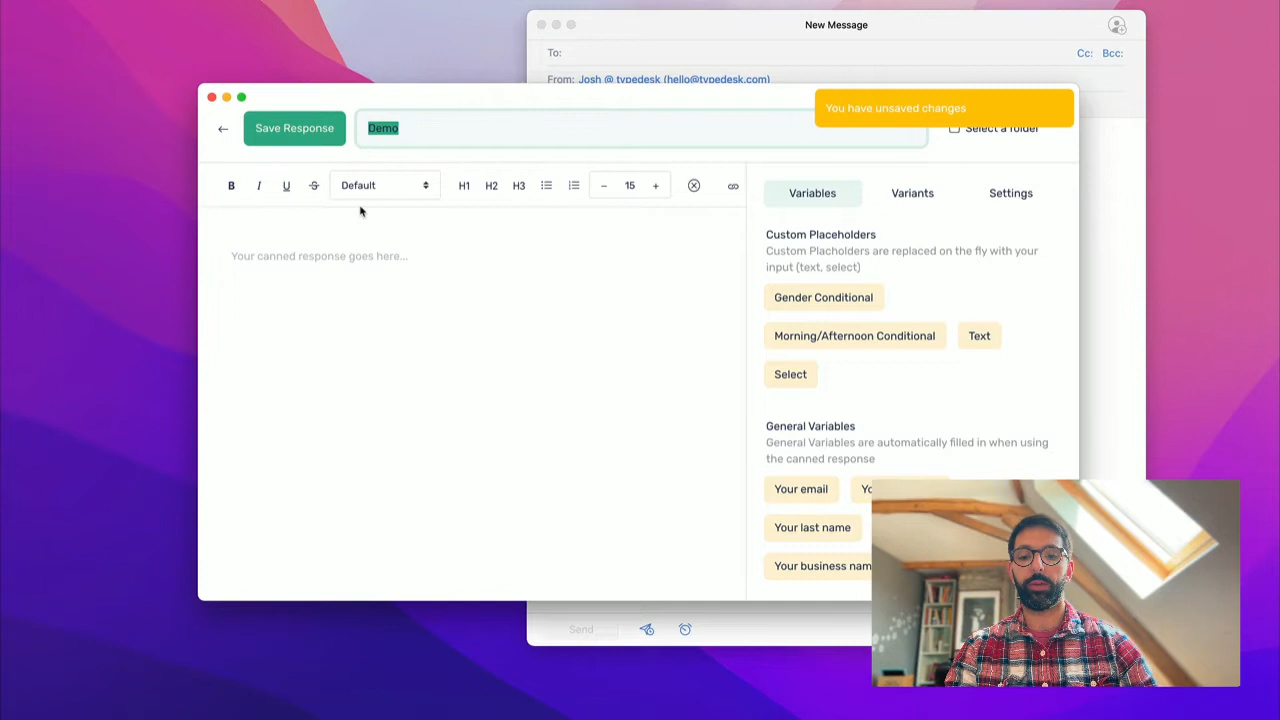 New Message
To:
Cc: Bcc:
From: Josh @ typedesk (hello@typedesk.com)
You have unsaved changes
Save Response
Demo
Select a folder
B I U S Default H1 H2 H3 − 15 +
Variables Variants Settings
Your canned response goes here...
Custom Placeholders
Custom Placholders are replaced on the fly with your
input (text, select)
Gender Conditional
Morning/Afternoon Conditional Text
Select
General Variables
General Variables are automatically filled in when using
the canned response
Your email
Your last name
Your business
Send